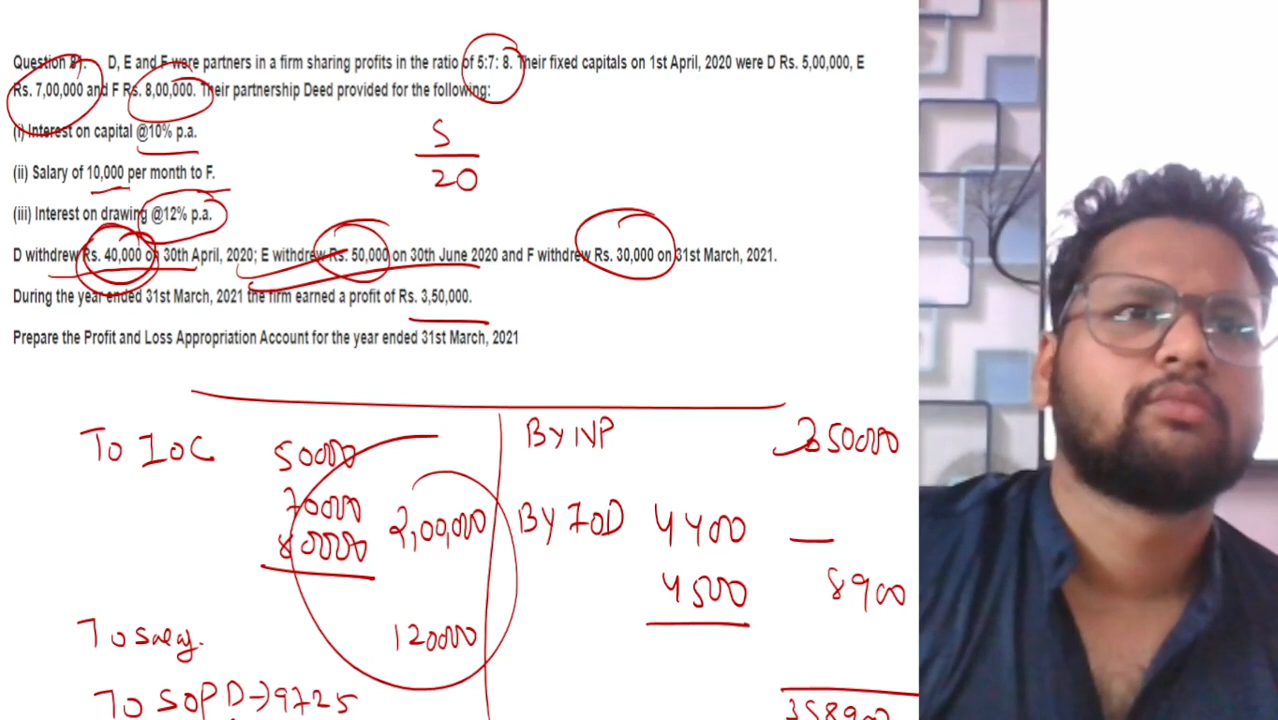 Question 81. D, E and F were partners in a firm sharing profits in the ratio of 5:7: 8. Their fixed capitals on 1st April, 2020 were D Rs. 5,00,000, E
Rs. 7,00,000 and F Rs. 8,00,000. Their partnership Deed provided for the following:
(i) Interest on capital @10% p.a.
(ii) Salary of 10,000 per month to F.
(iii) Interest on drawing @12% p.a.
D withdrew Rs. 40,000 on 30th April, 2020; E withdrew Rs. 50,000 on 30th June 2020 and F withdrew Rs. 30,000 on 31st March, 2021.
During the year ended 31st March, 2021 the firm earned a profit of Rs. 3,50,000.
Prepare the Profit and Loss Appropriation Account for the year ended 31st March, 2021
5
20
To IOC 50000
70000
80000 2,00,000
To Salary. 120000
To SOP D→9725
By NP 350000
By IOD 4400 —
4500 8900
358900